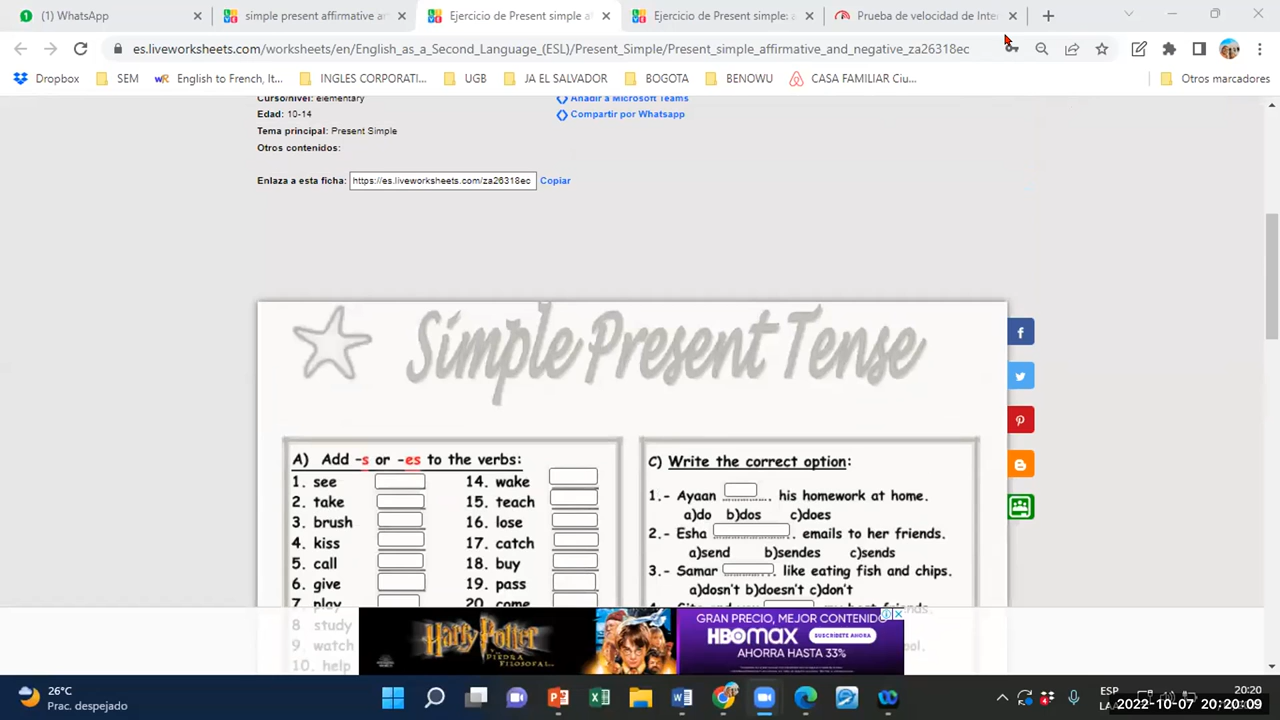 WhatsApp
simple present affirmative an
Ejercicio de Present simple at
Ejercicio de Present simple: a
Prueba de velocidad de Inter
es.liveworksheets.com/worksheets/en/English_as_a_Second_Language_(ESL)/Present_Simple/Present_simple_affirmative_and_negative_za26318ec
Dropbox SEM English to French, It... INGLES CORPORATI... UGB JA EL SALVADOR BOGOTA BENOWU CASA FAMILIAR Ciu... Otros marcadores
Curso/nivel: elementary
Añadir a Microsoft Teams
Edad: 10-14
Compartir por Whatsapp
Tema principal: Present Simple
Otros contenidos:
Enlaza a esta ficha: https://es.liveworksheets.com/za26318ec Copiar
Simple Present Tense
A) Add -s or -es to the verbs:
1. see
2. take
3. brush
4. kiss
5. call
6. give
7. play
8 study
9. watch
10. help
14. wake
15. teach
16. lose
17. catch
18. buy
19. pass
20. come
C) Write the correct option:
1.- Ayaan his homework at home.
a)do b)dos c)does
2.- Esha emails to her friends.
a)send b)sendes c)sends
3.- Samar like eating fish and chips.
a)dosn't b)doesn't c)don't
Harry Potter
Y LA
PIEDRA
FILOSOFAL
GRAN PRECIO, MEJOR CONTENIDO
HBOMAX
SUSCRÍBETE AHORA
AHORA HASTA 33%
26°C
Prac. despejado
ESP
LAA
20:20
2022-10-07 20:20:09